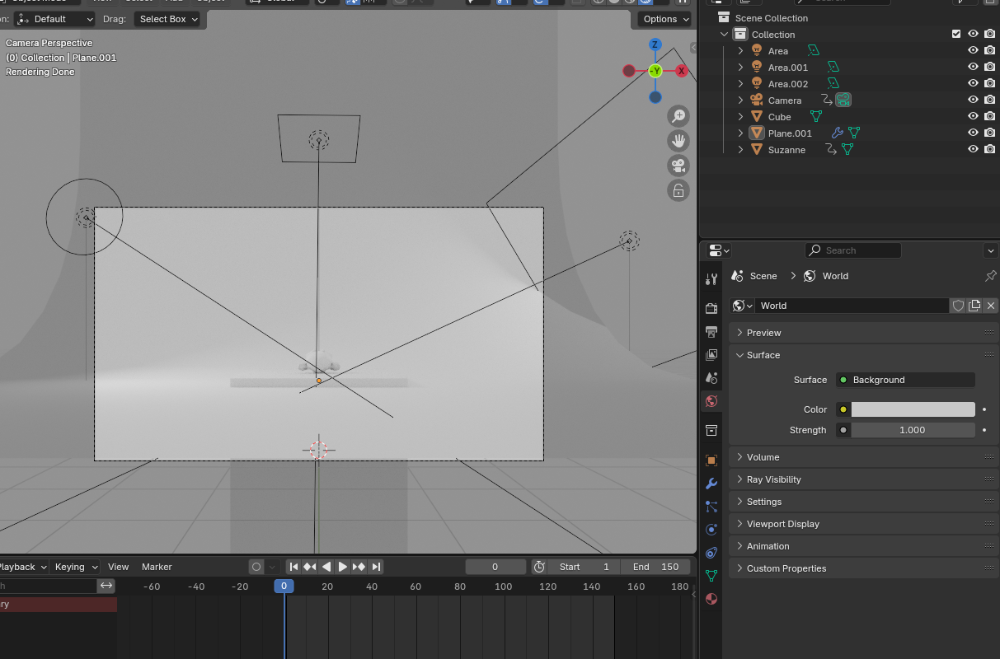 Default
Drag:
Select Box
Options
Camera Perspective
(0) Collection | Plane.001
Rendering Done
Z
-Y
X
Scene Collection
Collection
Area
Area.001
Area.002
Camera
Cube
Plane.001
Suzanne
Search
Scene > World
World
Preview
Surface
Surface Background
Color
Strength 1.000
Volume
Ray Visibility
Settings
Viewport Display
Animation
Custom Properties
Playback Keying View Marker
0
Start 1
End 150
-60 -40 -20 0 20 40 60 80 100 120 140 160 180